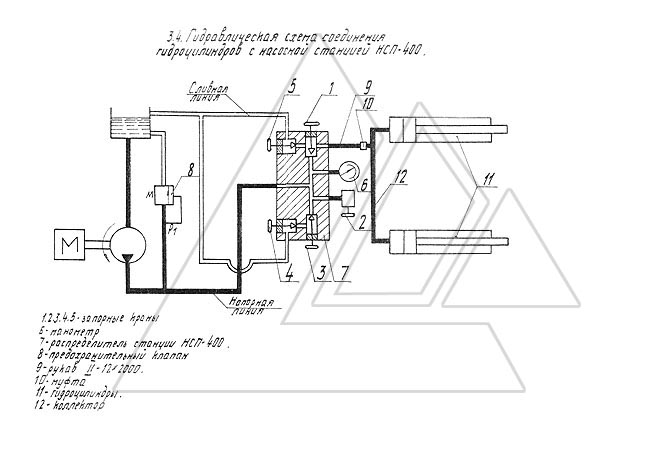 3.4. Гидравлическая схема соединения
гидроцилиндров с насосной станцией НСП-400.
Сливная
линия
5
1
9
10
8
М
Р1
М
6
2
12
11
4
3
7
Напорная
линия
1.2.3.4.5-запорные краны
6-манометр
7-распределитель станции НСП-400.
8-предохранительный клапан
9-рукав II-12×2000.
10-муфта
11-гидроцилиндры.
12-коллектор